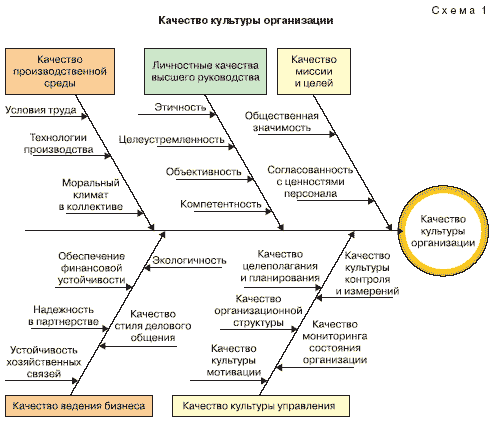 Схема 1
Качество культуры организации
Качество
производственной
среды
Личностные качества
высшего руководства
Качество
миссии
и целей
Условия труда
Технологии
производства
Моральный
климат
в коллективе
Этичность
Целеустремленность
Объективность
Компетентность
Общественная
значимость
Согласованность
с ценностями
персонала
Качество
культуры
организации
Обеспечение
финансовой
устойчивости
Экологичность
Надежность
в партнерстве
Качество
стиля делового
общения
Устойчивость
хозяйственных
связей
Качество
целеполагания
и планирования
Качество
культуры
контроля
и измерений
Качество
организационной
структуры
Качество
мониторинга
состояния
организации
Качество
культуры
мотивации
Качество ведения бизнеса
Качество культуры управления